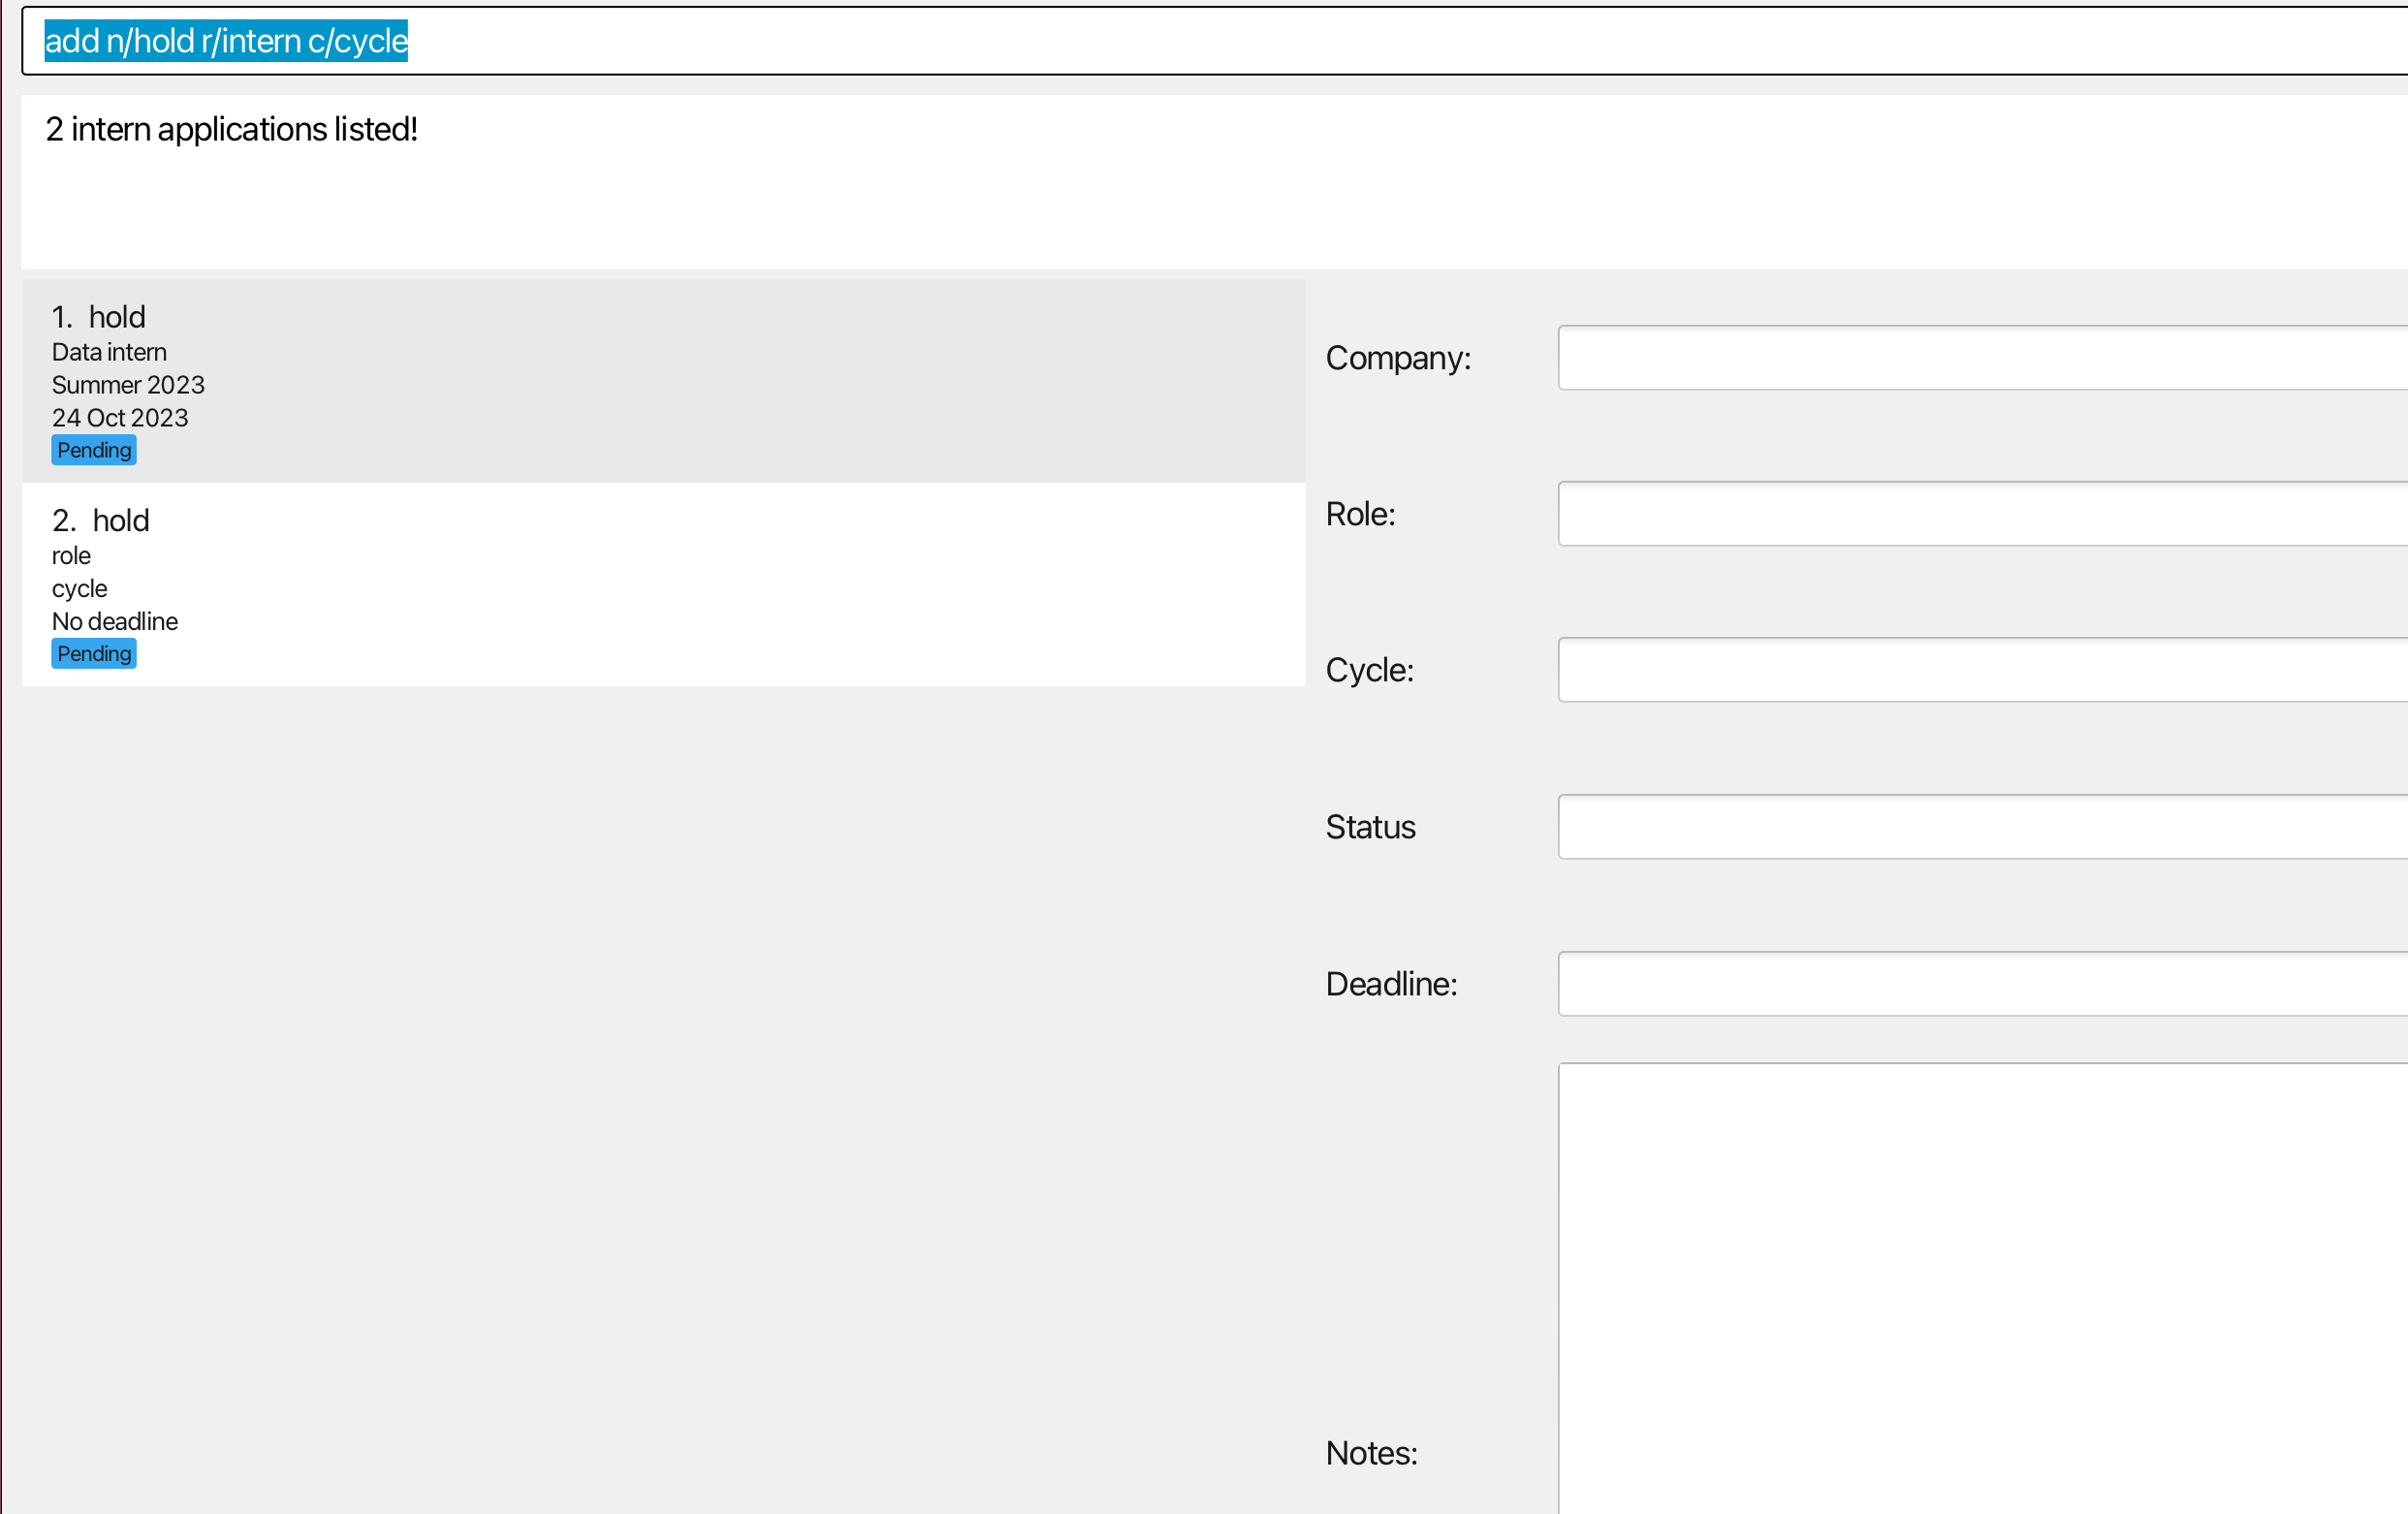 add n/hold r/intern c/cycle
2 intern applications listed!
1. hold
Data intern
Summer 2023
24 Oct 2023
Pending
2. hold
role
cycle
No deadline
Pending
Company:
Role:
Cycle:
Status
Deadline:
Notes: